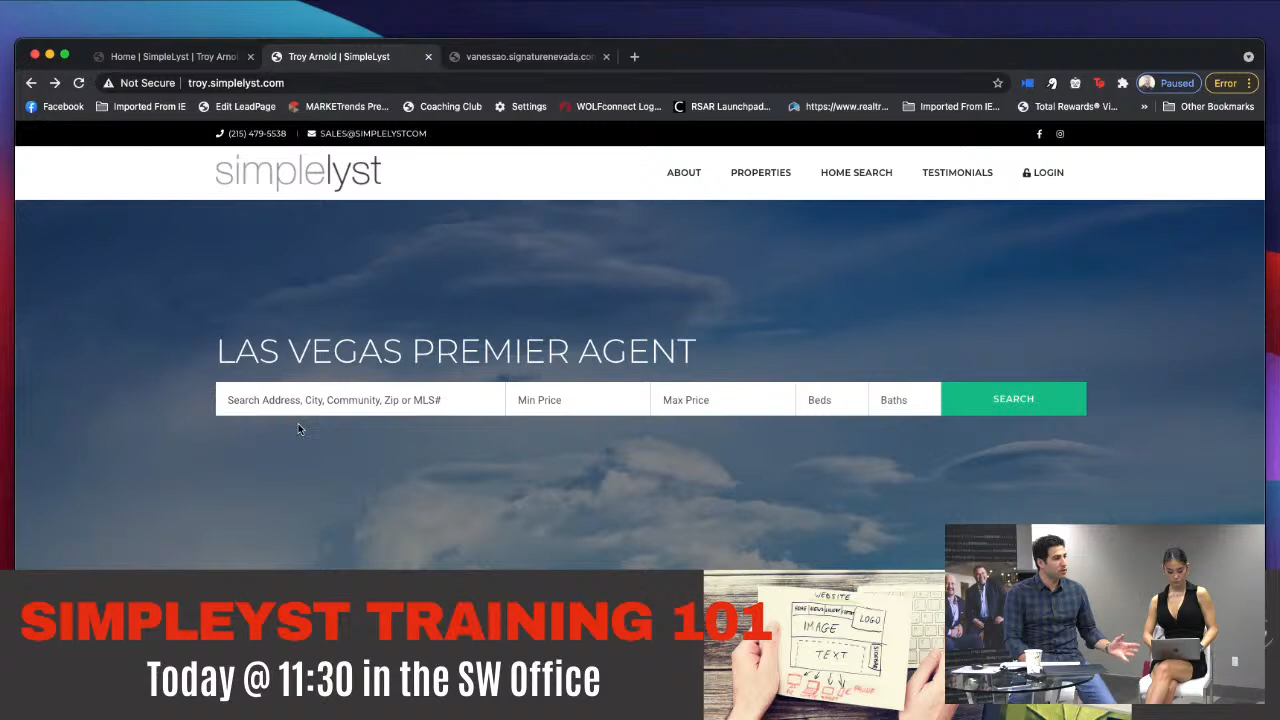 Home | SimpleLyst | Troy Arnol
Troy Arnold | SimpleLyst
vanessao.signaturenevada.con
Not Secure
troy.simplelyst.com
Paused
Error
Facebook
Imported From IE
Edit LeadPage
MARKETrends Pre...
Coaching Club
Settings
WOLFconnect Log...
RSAR Launchpad...
https://www.realtr...
Imported From IE...
Total Rewards® Vi...
»
Other Bookmarks
(215) 479-5538
SALES@SIMPLELYSTCOM
simplelyst
ABOUT
PROPERTIES
HOME SEARCH
TESTIMONIALS
LOGIN
LAS VEGAS PREMIER AGENT
Search Address, City, Community, Zip or MLS#
Min Price
Max Price
Beds
Baths
SEARCH
SIMPLEYST TRAINING 101
Today @ 11:30 in the SW Office
WEBSITE
LOGO
IMAGE
TEXT